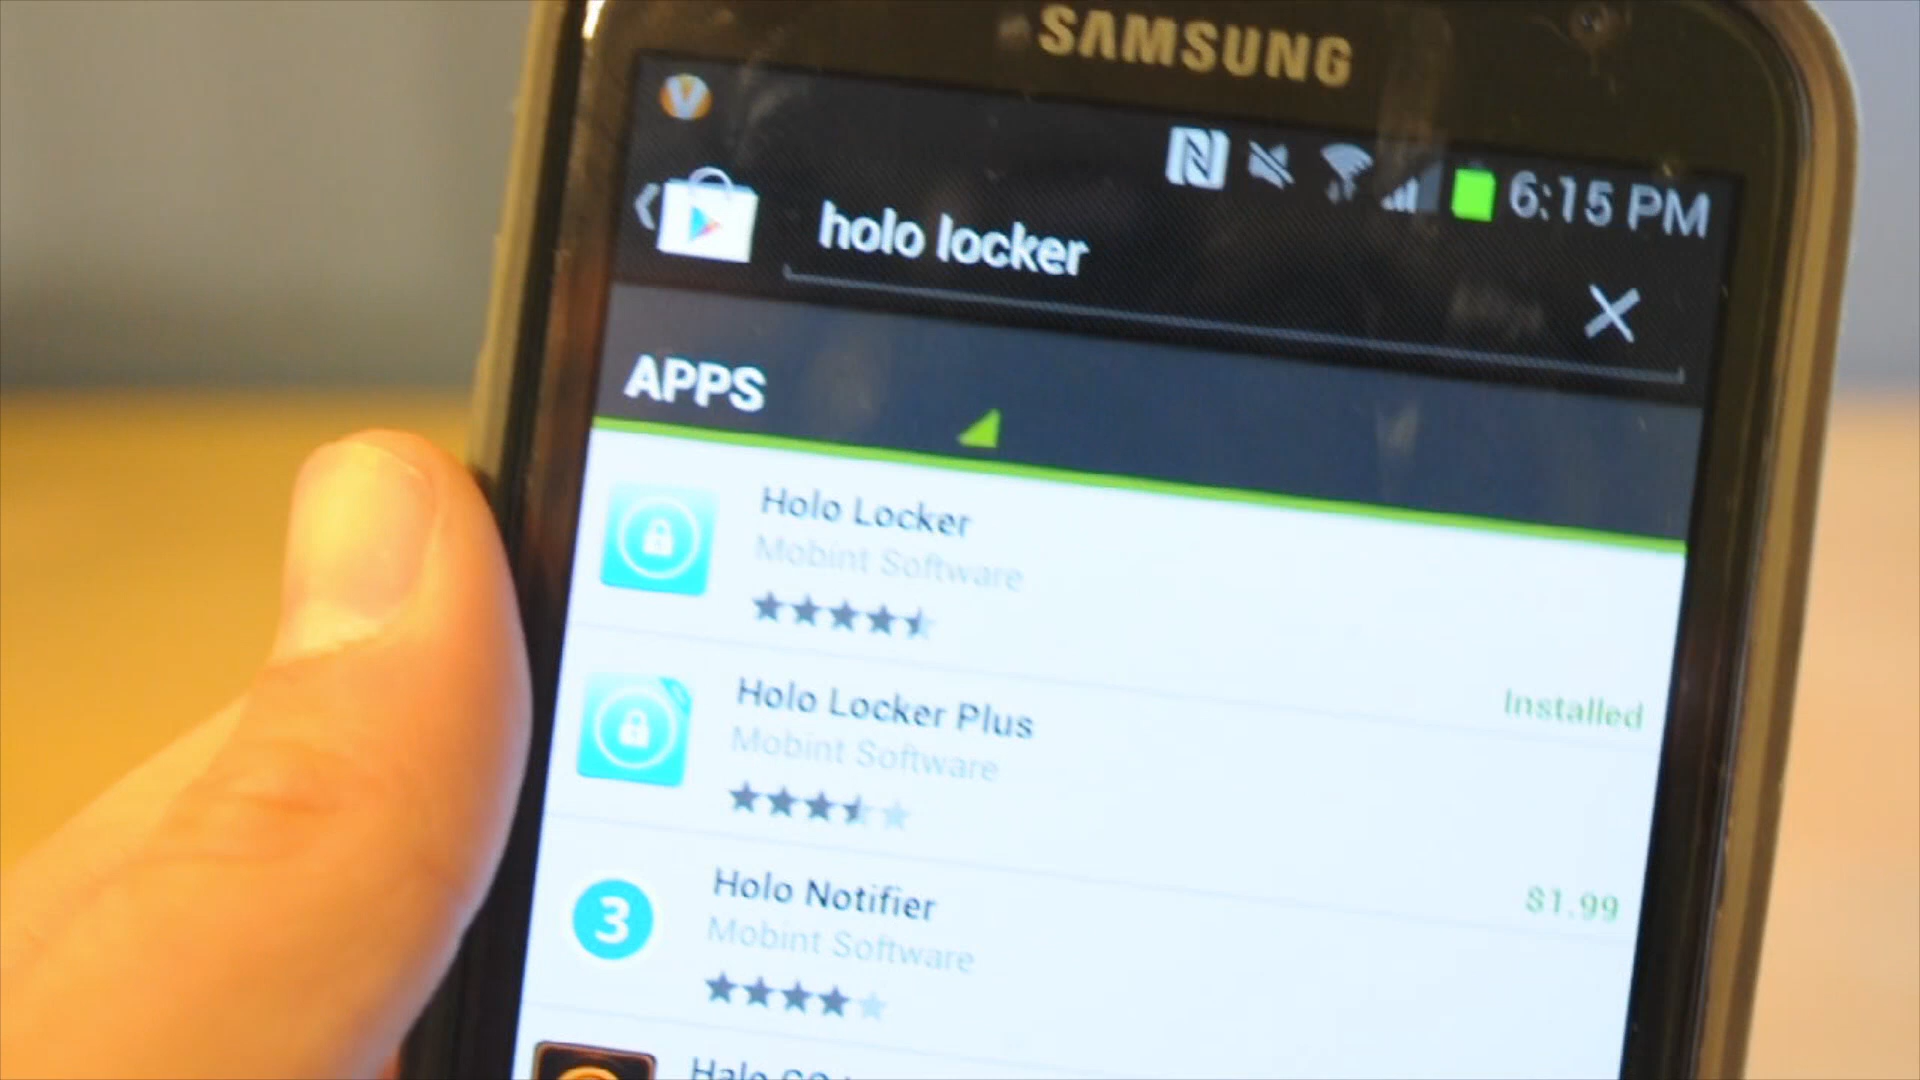 SAMSUNG
6:15 PM
holo locker
APPS
Holo Locker
Mobint Software
Installed
Holo Locker Plus
Mobint Software
$1.99
3
Holo Notifier
Mobint Software